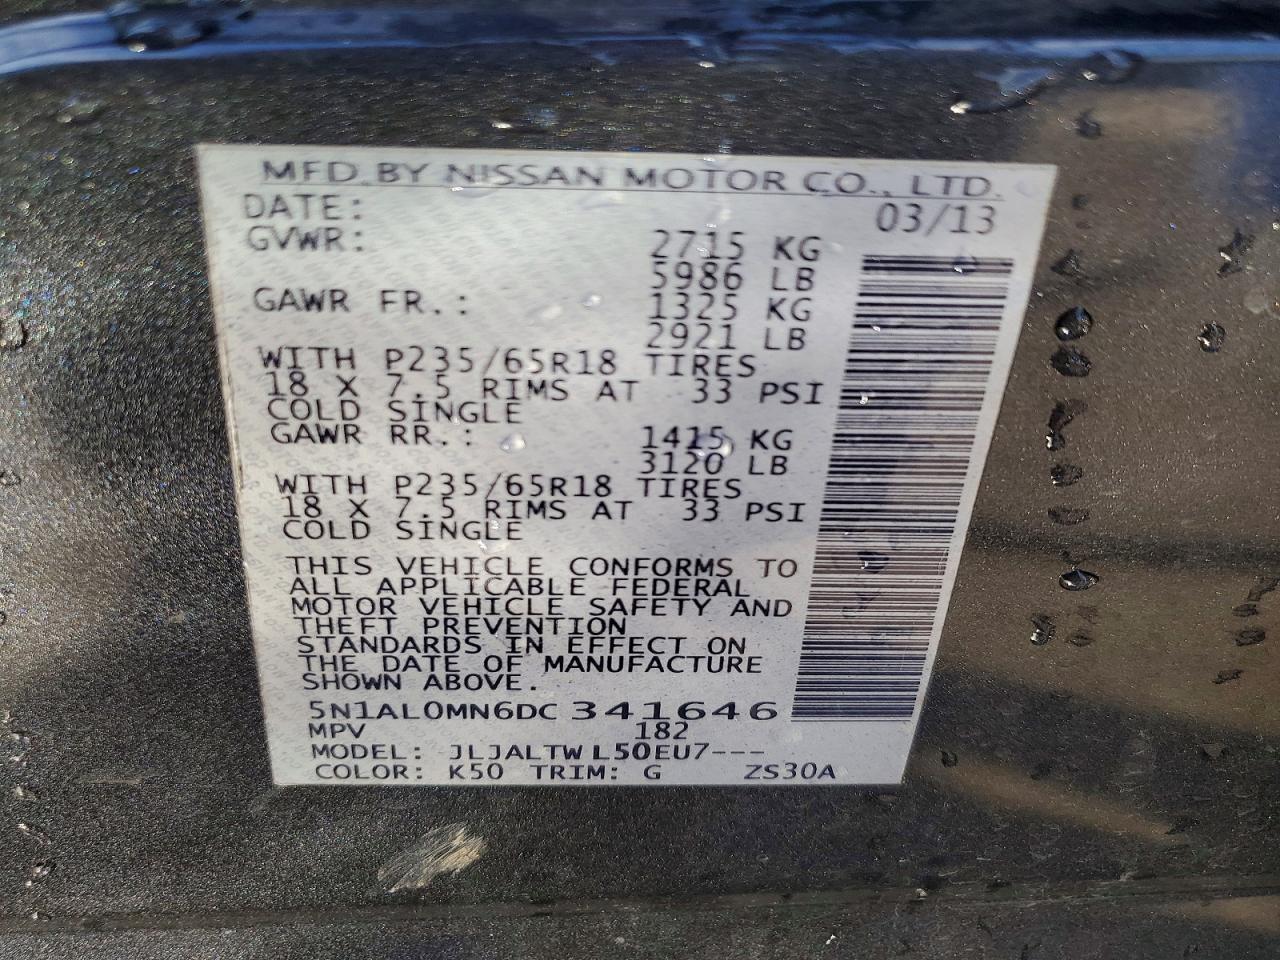 MFD. BY NISSAN MOTOR CO., LTD.
DATE: 03/13
GVWR: 2715 KG
5986 LB
GAWR FR.: 1325 KG
2921 LB
WITH P235/65R18 TIRES
18 X 7.5 RIMS AT 33 PSI
COLD SINGLE
GAWR RR.: 1415 KG
3120 LB
WITH P235/65R18 TIRES
18 X 7.5 RIMS AT 33 PSI
COLD SINGLE
THIS VEHICLE CONFORMS TO
ALL APPLICABLE FEDERAL
MOTOR VEHICLE SAFETY AND
THEFT PREVENTION
STANDARDS IN EFFECT ON
THE DATE OF MANUFACTURE
SHOWN ABOVE.
5N1AL0MN6DC 341646
MPV 182
MODEL: JLJALTW L50EU7---
COLOR: K50 TRIM: G ZS30A